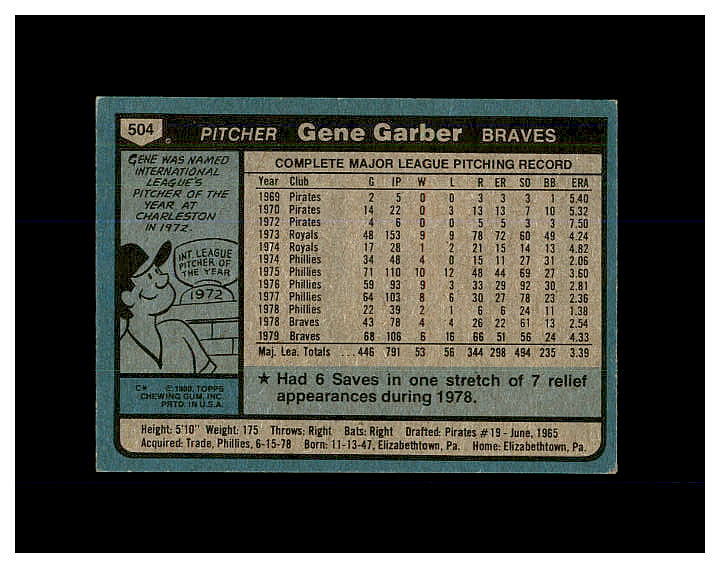 504 PITCHER Gene Garber BRAVES
GENE WAS NAMED
INTERNATIONAL
LEAGUE'S
PITCHER OF THE
YEAR AT
CHARLESTON
IN 1972.
INT. LEAGUE
PITCHER OF
THE YEAR
1972
C* © 1980, TOPPS
CHEWING GUM, INC.
PRTD. IN U.S.A.
COMPLETE MAJOR LEAGUE PITCHING RECORD
Year Club G IP W L R ER SO BB ERA
1969 Pirates 2 5 0 0 3 3 3 1 5.40
1970 Pirates 14 22 0 3 13 13 7 10 5.32
1972 Pirates 4 6 0 0 5 5 3 3 7.50
1973 Royals 48 153 9 9 78 72 60 49 4.24
1974 Royals 17 28 1 2 21 15 14 13 4.82
1974 Phillies 34 48 4 0 15 11 27 31 2.06
1975 Phillies 71 110 10 12 48 44 69 27 3.60
1976 Phillies 59 93 9 3 33 29 92 30 2.81
1977 Phillies 64 103 8 6 30 27 78 23 2.36
1978 Phillies 22 39 2 1 6 6 24 11 1.38
1978 Braves 43 78 4 4 26 22 61 13 2.54
1979 Braves 68 106 6 16 66 51 56 24 4.33
Maj. Lea. Totals ... 446 791 53 56 344 298 494 235 3.39
★ Had 6 Saves in one stretch of 7 relief
appearances during 1978.
Height: 5'10" Weight: 175 Throws: Right Bats: Right Drafted: Pirates #19 - June, 1965
Acquired: Trade, Phillies, 6-15-78 Born: 11-13-47, Elizabethtown, Pa. Home: Elizabethtown, Pa.